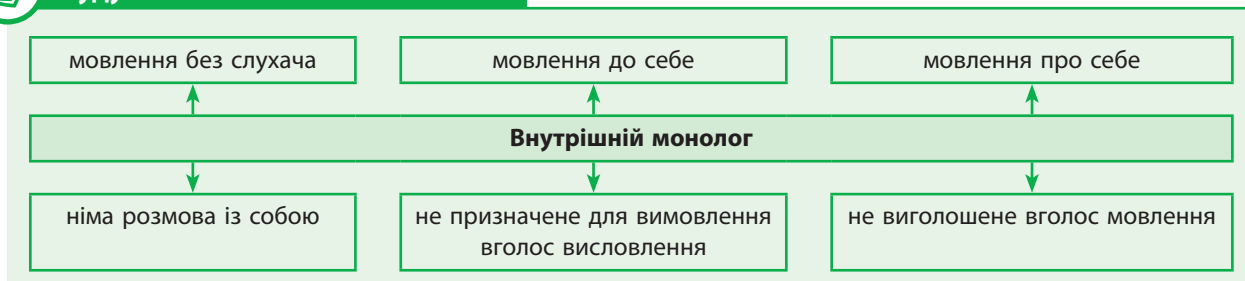 мовлення без слухача
мовлення до себе
мовлення про себе
Внутрішній монолог
німа розмова із собою
не призначене для вимовлення
вголос висловлення
не виголошене вголос мовлення